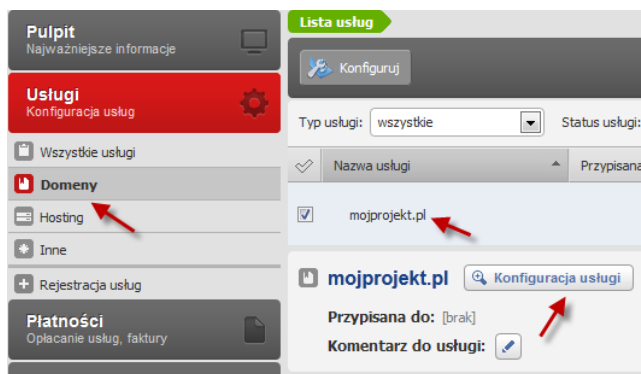 Pulpit
Najważniejsze informacje
Usługi
Konfiguracja usług
Wszystkie usługi
Domeny
Hosting
Inne
Rejestracja usług
Płatności
Opłacanie usług, faktury
Lista usług
Konfiguruj
Typ usługi: wszystkie Status usługi:
Nazwa usługi Przypisana
mojprojekt.pl
mojprojekt.pl Konfiguracja usługi
Przypisana do: [brak]
Komentarz do usługi: